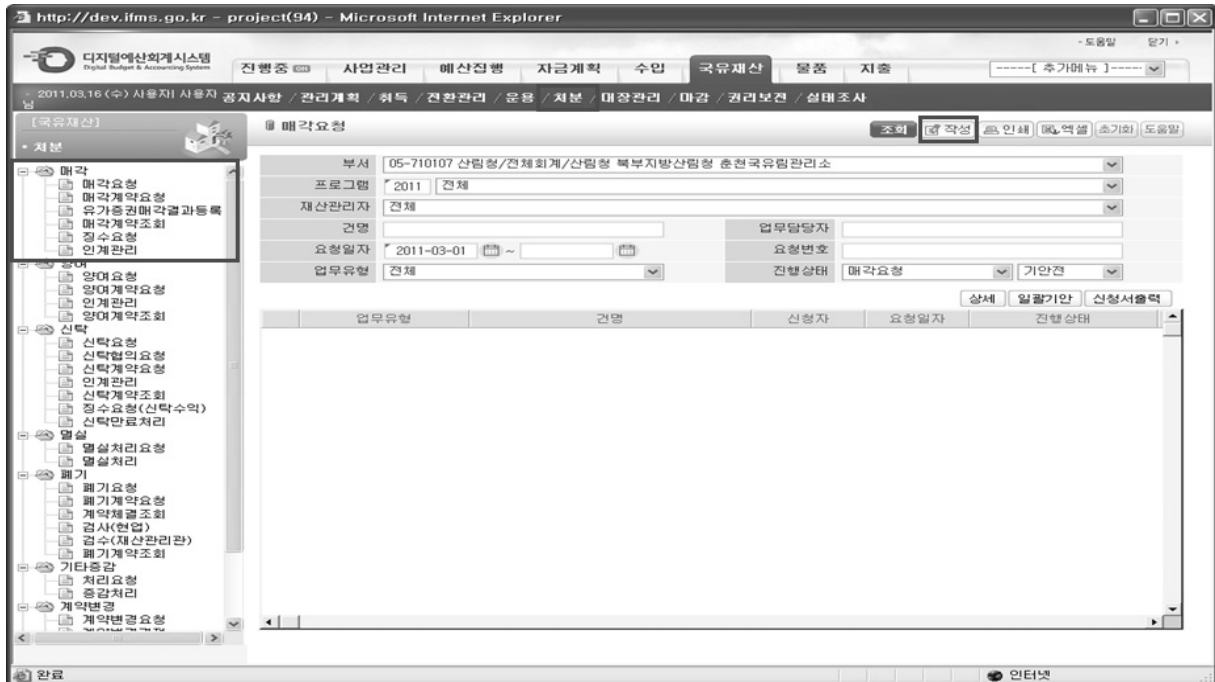 http://dev.ifms.go.kr - project(94) - Microsoft Internet Explorer
- 도움말 닫기
디지털예산회계시스템
Digital Budget & Accounting System
진행중 ON 사업관리 예산집행 자금계획 수입 국유재산 물품 지출 -----[ 추가메뉴 ]-----
2011.03.16 (수) 사용자| 사용자 님
공지사항 / 관리계획 / 취득 / 전환관리 / 운용 / 처분 / 대장관리 / 마감 / 권리보전 / 실태조사
[국유재산]
• 처분
매각요청 조회 작성 인쇄 엑셀 초기화 도움말
매각
매각요청
매각계약요청
유가증권매각결과등록
매각계약조회
징수요청
인계관리
양여
양여요청
양여계약요청
인계관리
양여계약조회
신탁
신탁요청
신탁협의요청
신탁계약요청
인계관리
신탁계약조회
징수요청(신탁수익)
신탁만료처리
멸실
멸실처리요청
멸실처리
폐기
폐기요청
폐기계약요청
계약체결조회
검사(현업)
검수(재산관리관)
폐기계약조회
기타증감
처리요청
증감처리
계약변경
계약변경요청
부서 05-710107 산림청/전체회계/산림청 북부지방산림청 춘천국유림관리소
프로그램 2011 전체
재산관리자 전체
건명 업무담당자
요청일자 2011-03-01 ~ 요청번호
업무유형 전체 진행상태 매각요청 기안전
상세 일괄기안 신청서출력
업무유형 건명 신청자 요청일자 진행상태
완료 인터넷